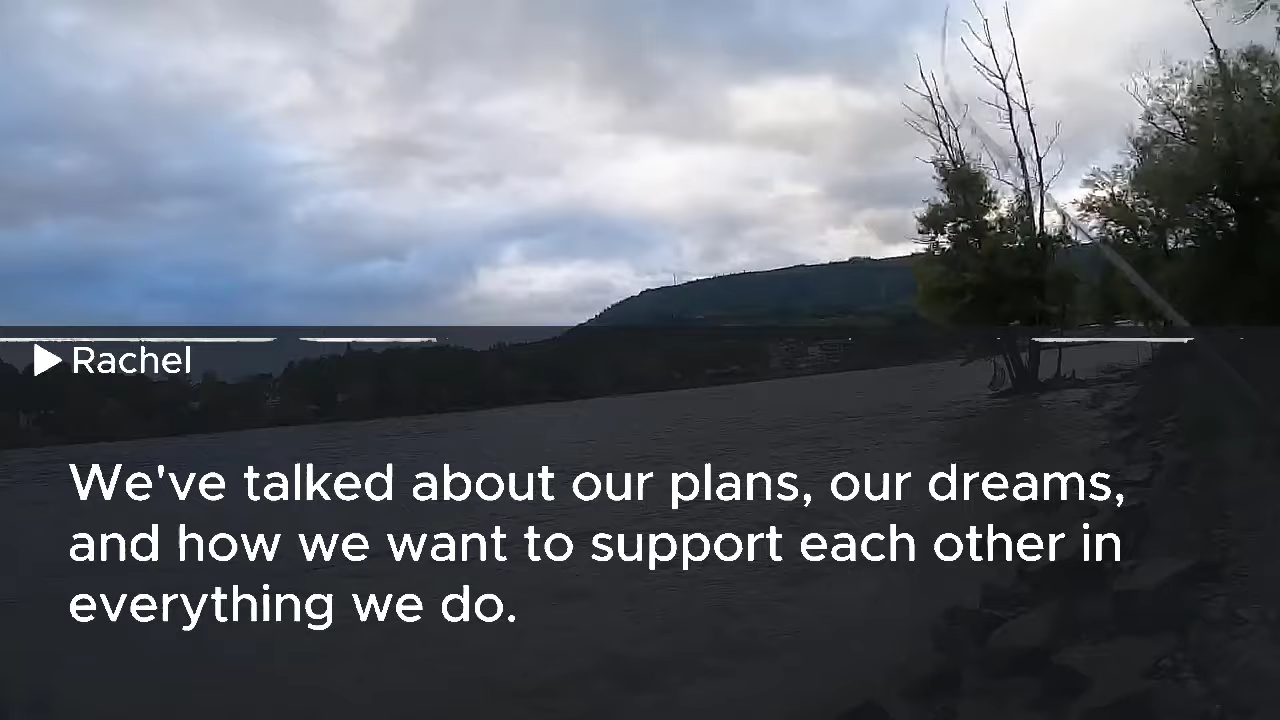 Rachel
We've talked about our plans, our dreams,
and how we want to support each other in
everything we do.